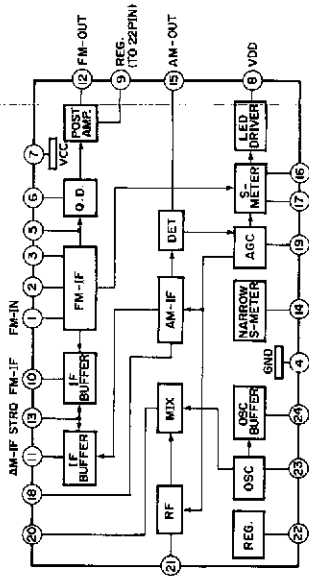 AM-IF STRQ FM-IF FM-IN
20 18 11 13 10 1 2 3 5 6 7 12 FM-OUT
VCC
IF BUFFER
IF BUFFER
FM-IF
Q.D.
POST AMP.
9 REG. (TO 22PIN)
21
RF
MIX
AM-IF
DET
15 AM-OUT
REG.
OSC
OSC BUFFER
NARROW S-METER
AGC
S-METER
LED DRIVER
8 VDD
GND
22 23 24 4 14 19 17 16